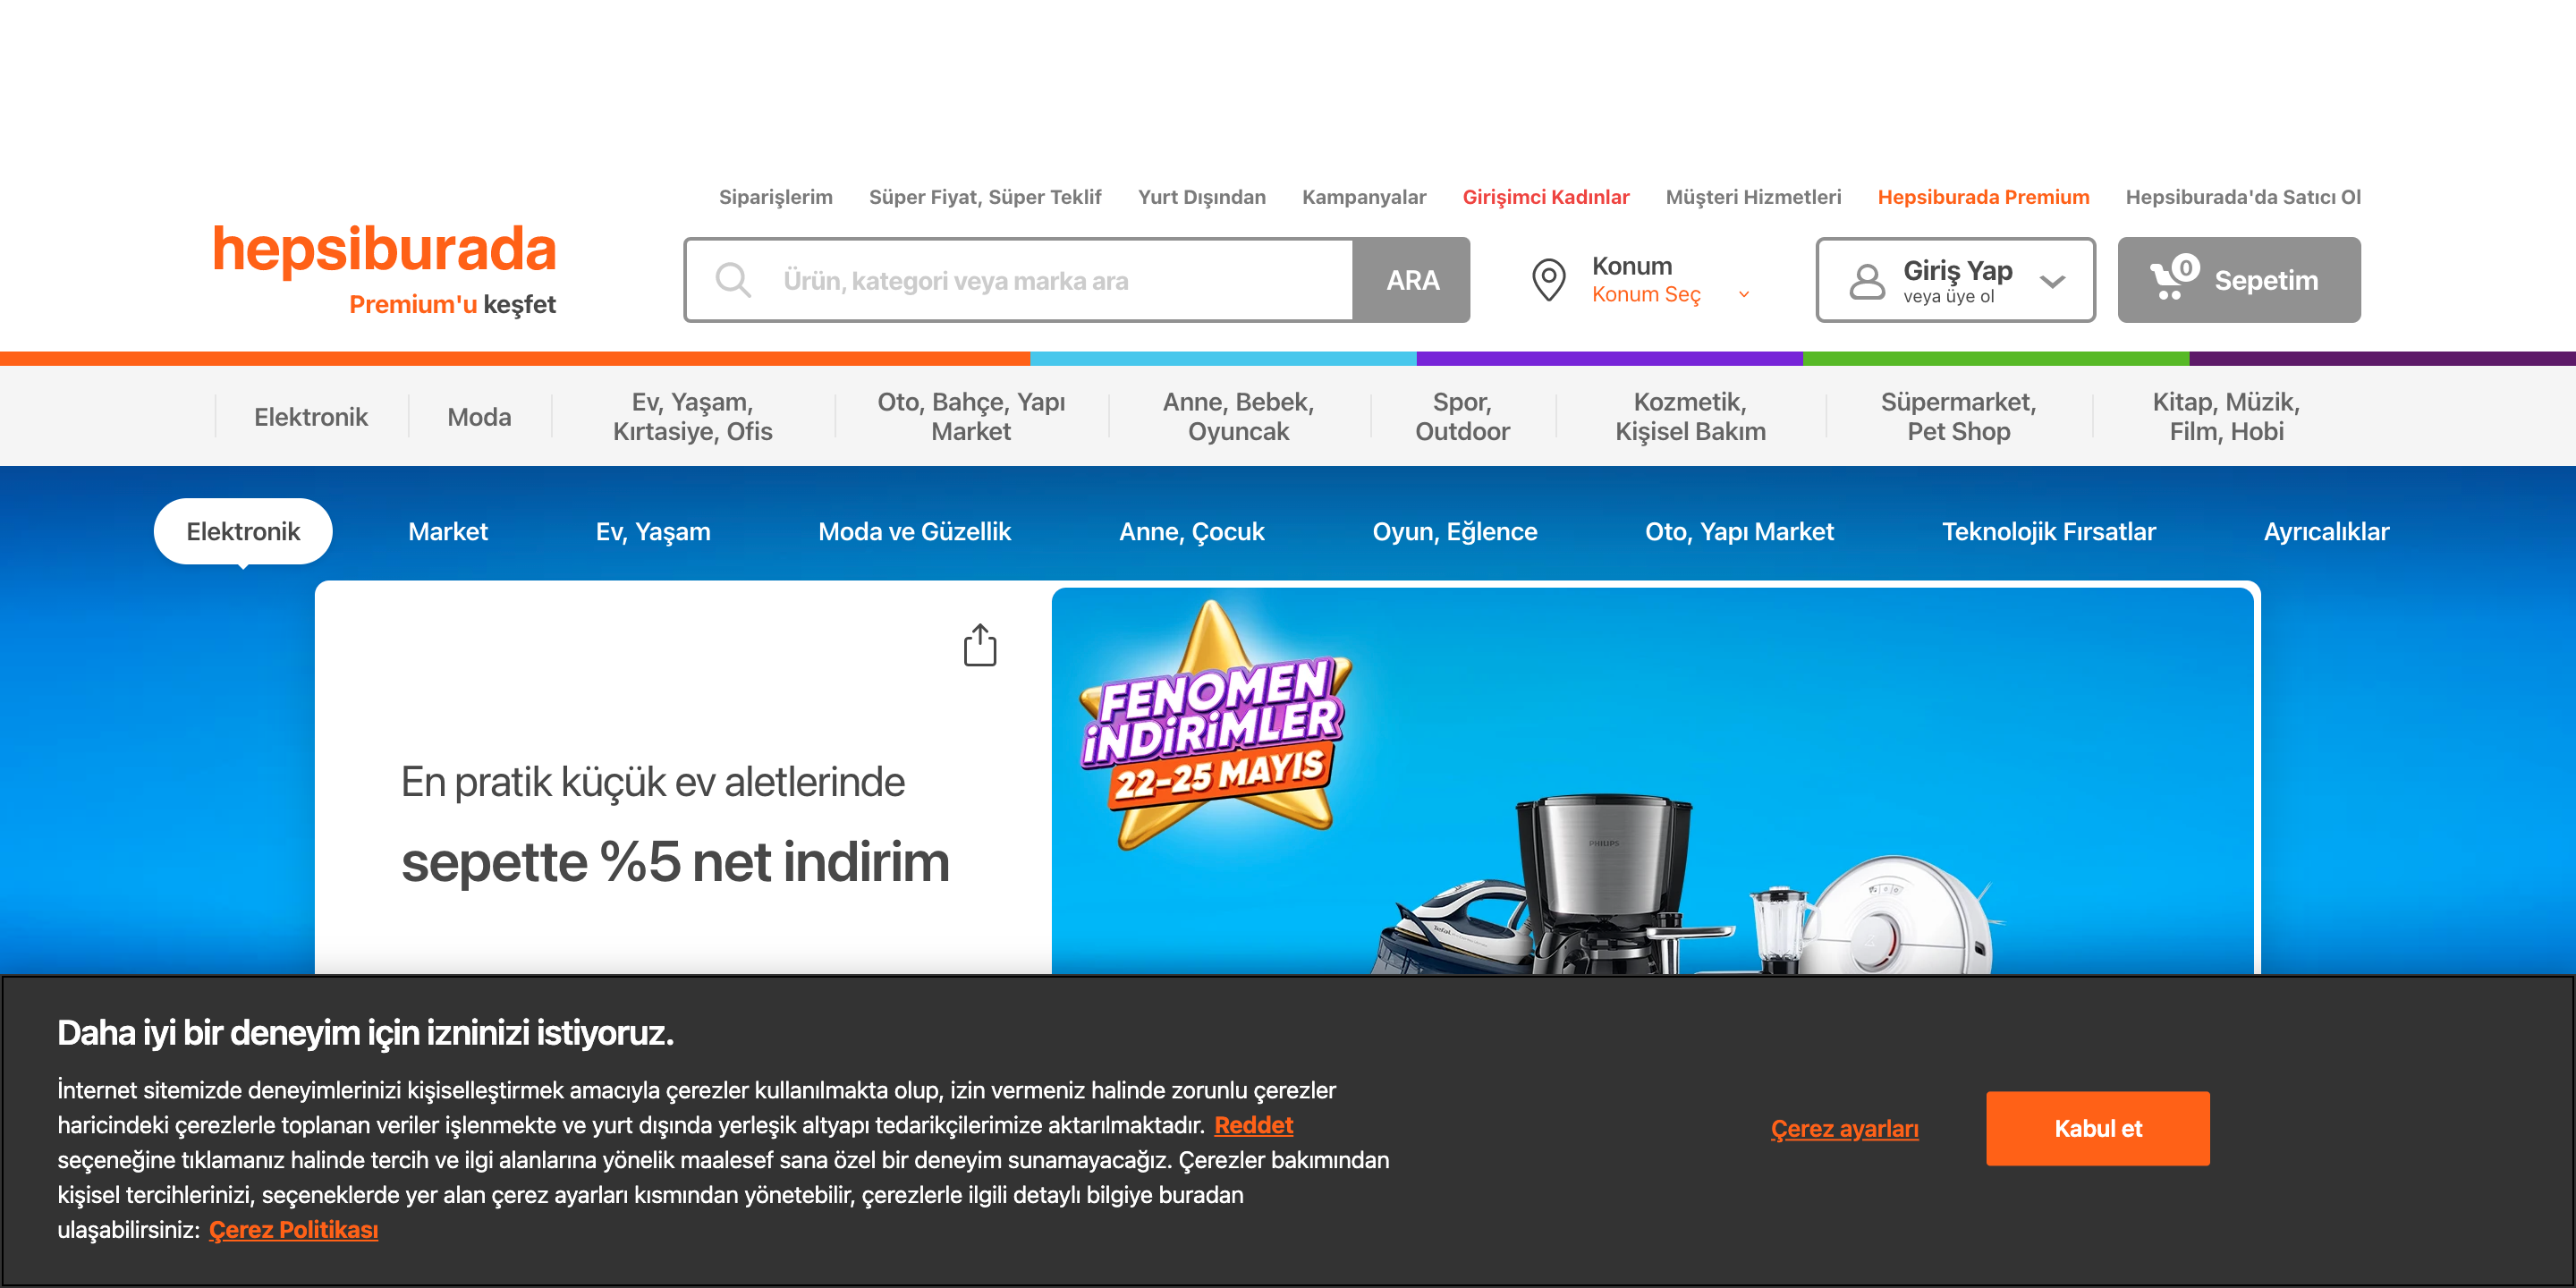 Siparişlerim Süper Fiyat, Süper Teklif Yurt Dışından Kampanyalar Girişimci Kadınlar Müşteri Hizmetleri Hepsiburada Premium Hepsiburada'da Satıcı Ol
hepsiburada
Premium'u keşfet
Ürün, kategori veya marka ara
ARA
Konum
Konum Seç
Giriş Yap
veya üye ol
0
Sepetim
Elektronik
Moda
Ev, Yaşam,
Kırtasiye, Ofis
Oto, Bahçe, Yapı
Market
Anne, Bebek,
Oyuncak
Spor,
Outdoor
Kozmetik,
Kişisel Bakım
Süpermarket,
Pet Shop
Kitap, Müzik,
Film, Hobi
Elektronik Market Ev, Yaşam Moda ve Güzellik Anne, Çocuk Oyun, Eğlence Oto, Yapı Market Teknolojik Fırsatlar Ayrıcalıklar
En pratik küçük ev aletlerinde
sepette %5 net indirim
FENOMEN
İNDİRİMLER
22-25 MAYIS
PHILIPS
Tefal
Daha iyi bir deneyim için izninizi istiyoruz.
İnternet sitemizde deneyimlerinizi kişiselleştirmek amacıyla çerezler kullanılmakta olup, izin vermeniz halinde zorunlu çerezler
haricindeki çerezlerle toplanan veriler işlenmekte ve yurt dışında yerleşik altyapı tedarikçilerimize aktarılmaktadır. Reddet
seçeneğine tıklamanız halinde tercih ve ilgi alanlarına yönelik maalesef sana özel bir deneyim sunamayacağız. Çerezler bakımından
kişisel tercihlerinizi, seçeneklerde yer alan çerez ayarları kısmından yönetebilir, çerezlerle ilgili detaylı bilgiye buradan
ulaşabilirsiniz: Çerez Politikası
Çerez ayarları
Kabul et